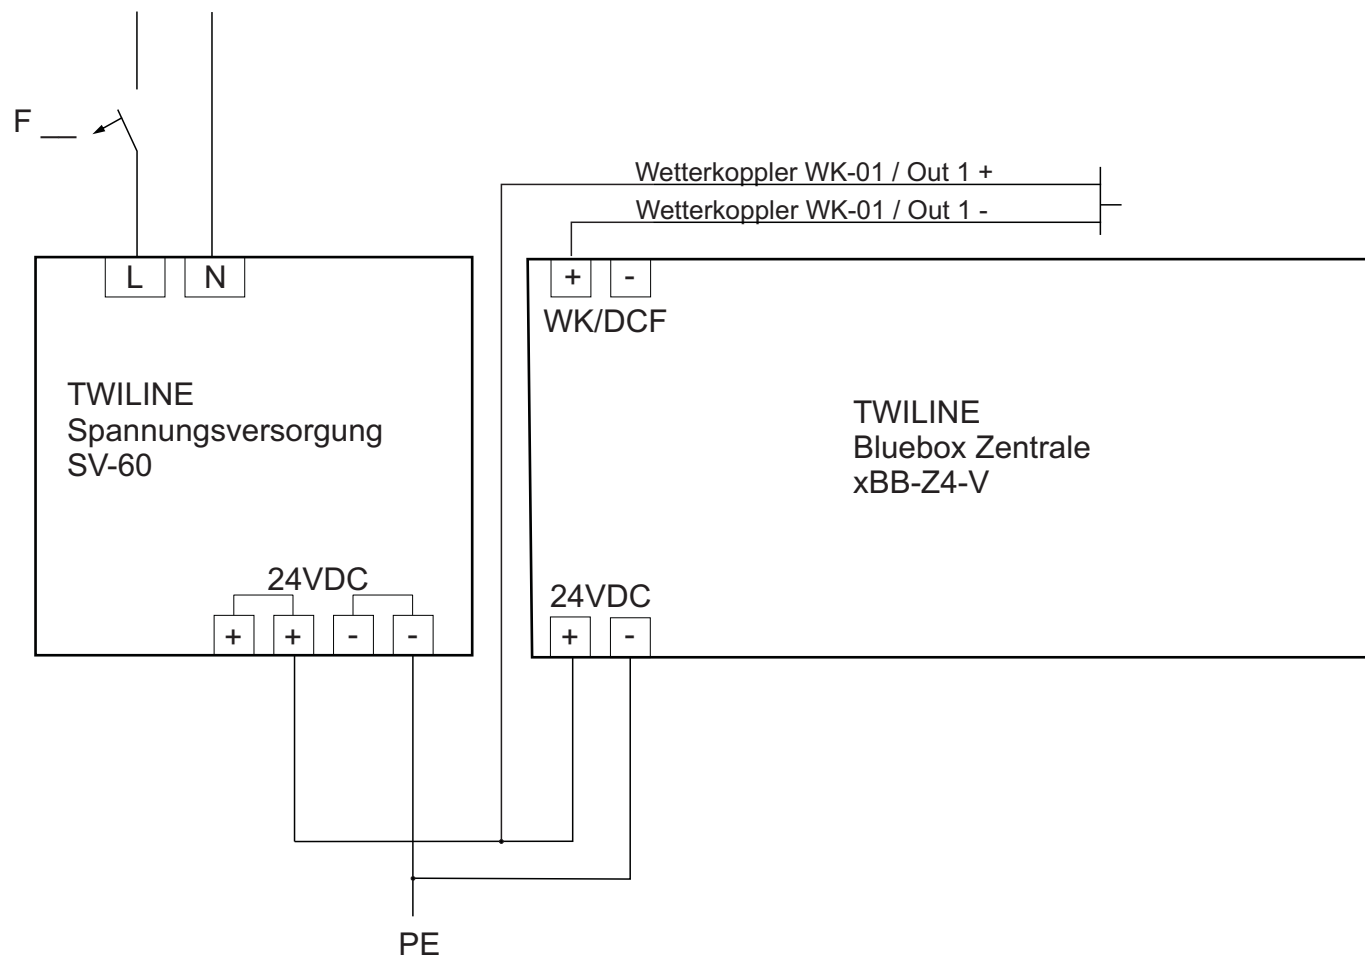 F __
Wetterkoppler WK-01 / Out 1 +
Wetterkoppler WK-01 / Out 1 -
L N
+ -
WK/DCF
TWILINE
Spannungsversorgung
SV-60
TWILINE
Bluebox Zentrale
xBB-Z4-V
24VDC
+ + - -
24VDC
+ -
PE